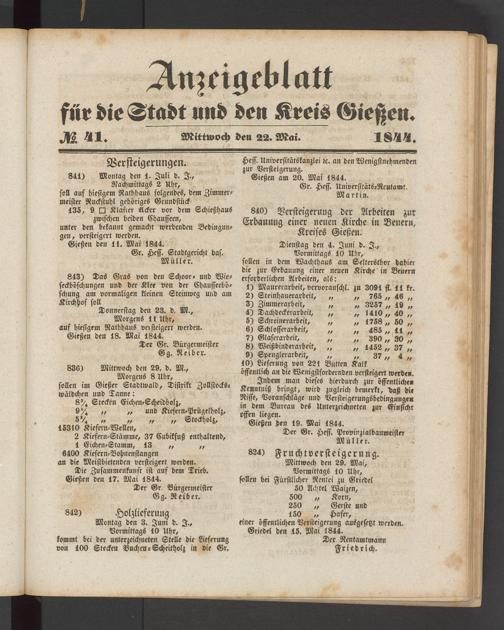 Anzeigeblatt
für die Stadt und den Kreis Gießen.
№ 41. Mittwoch den 22. Mai. 1844.
Versteigerungen.
841) Montag den 1. Juli d. J.,
Nachmittags 2 Uhr,
soll auf hiesigem Rathhaus folgendes, dem Zimmer-
meister Ruckstuhl gehöriges Grundstück
135, 9 □ Klafter Acker vor dem Schießhaus
zwischen beiden Chausseen,
unter den bekannt gemacht werdenden Bedingun-
gen, versteigert werden.
Gießen den 11. Mai 1844.
Gr. Hess. Stadtgericht das.
Müller.
843) Das Gras von den Schoor- und Wie-
seckböschungen und der Klee von der Chausseebö-
schung am vormaligen kleinen Steinweg und am
Kirchhof soll
Donnerstag den 23. d. M.,
Morgens 11 Uhr,
auf hiesigem Rathhaus versteigert werden.
Gießen den 18. Mai 1844.
Der Gr. Bürgermeister
Gg. Reiber.
836) Mittwoch den 29. d. M.,
Morgens 8 Uhr,
sollen im Gießer Stadtwald, Distrikt Zollstocks-
wäldchen und Tanne:
8¾ Stecken Eichen-Scheidholz,
9¼ „ „ und Kiefern-Prügelholz,
5¾ „ „ „ „ Stockholz,
15310 Kiefern-Wellen,
2 Kiefern-Stämme, 37 Cubikfuß enthaltend,
1 Eichen-Stamm, 13 „ „
6400 Kiefern-Bohnenstangen
an die Meistbietenden versteigert werden.
Die Zusammenkunft ist auf dem Trieb.
Gießen den 17. Mai 1844.
Der Gr. Bürgermeister
Gg. Reiber.
842) Holzlieferung
Montag den 3. Juni d. J.,
Vormittags 10 Uhr,
kommt bei der unterzeichneten Stelle die Lieferung
von 100 Stecken Buchen-Scheitholz in die Gr.
Hess. Universitätskanzlei ec. an den Wenigstnehmenden
zur Versteigerung.
Gießen am 20. Mai 1844.
Gr. Hess. Universitäts-Rentamt.
Martin.
840) Versteigerung der Arbeiten zur
Erbauung einer neuen Kirche in Beuern,
Kreises Gießen.
Dienstag den 4. Juni d. J.,
Vormittags 10 Uhr,
sollen in dem Wachthaus am Seltersthor dahier
die zur Erbauung einer neuen Kirche in Beuern
erforderlichen Arbeiten, als:
1) Maurerarbeit, veranschl. zu 3091 fl. 11 kr.
2) Steinhauerarbeit, „ „ 765 „ 46 „
3) Zimmerarbeit, „ „ 3257 „ 19 „
4) Dachdeckerarbeit, „ „ 1410 „ 40 „
5) Schreinerarbeit, „ „ 1758 „ 50 „
6) Schlosserarbeit, „ „ 485 „ 11 „
7) Glaserarbeit, „ „ 390 „ 30 „
8) Weißbinderarbeit, „ „ 1452 „ 37 „
9) Spenglerarbeit, „ „ 37 „ 4 „
10) Lieferung von 221 Bütten Kalk
öffentlich an die Wenigstfordernden versteigert werden.
Indem man dieses hierdurch zur öffentlichen
Kenntniß bringt, wird zugleich bemerkt, daß die
Risse, Voranschläge und Versteigerungsbedingungen
in dem Bureau des Unterzeichneten zur Einsicht
offen liegen.
Gießen den 19. Mai 1844.
Der Gr. Hess. Provinzialbaumeister
Müller.
824) Fruchtversteigerung.
Mittwoch den 29. Mai,
Vormittags 10 Uhr,
sollen bei Fürstlicher Rentei zu Griedel
50 Achtel Waizen,
500 „ Korn,
250 „ Gerste und
150 „ Hafer,
einer öffentlichen Versteigerung ausgesetzt werden.
Griedel den 15. Mai 1844.
Der Rentamtmann
Friedrich.